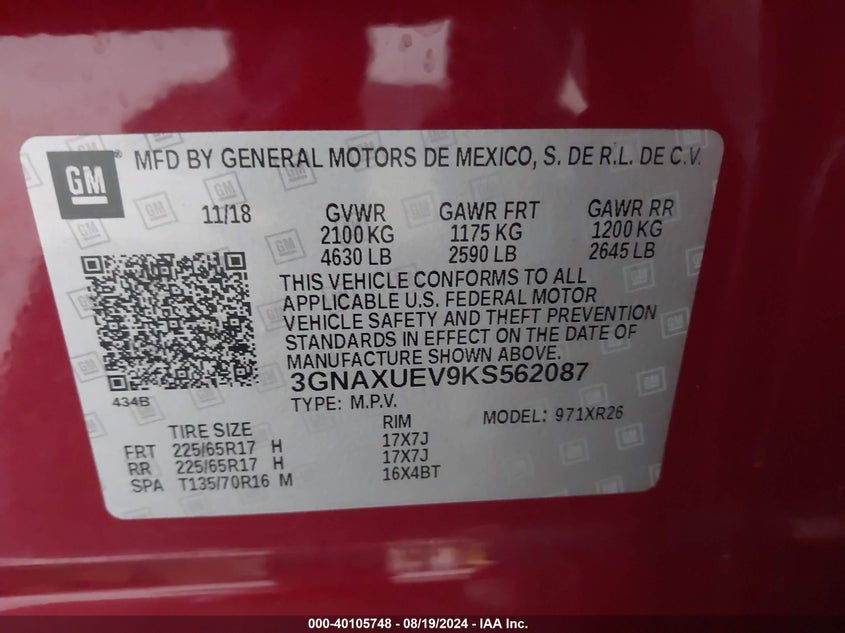 GM
MFD BY GENERAL MOTORS DE MEXICO, S. DE R.L. DE C.V.
11/18 GVWR GAWR FRT GAWR RR
2100 KG 1175 KG 1200 KG
4630 LB 2590 LB 2645 LB
THIS VEHICLE CONFORMS TO ALL
APPLICABLE U.S. FEDERAL MOTOR
VEHICLE SAFETY AND THEFT PREVENTION
STANDARDS IN EFFECT ON THE DATE OF
MANUFACTURE SHOWN ABOVE.
3GNAXUEV9KS562087
434B
TYPE: M.P.V. MODEL: 971XR26
TIRE SIZE RIM
FRT 225/65R17 H 17X7J
RR 225/65R17 H 17X7J
SPA T135/70R16 M 16X4BT
000-40105748 - 08/19/2024 - IAA Inc.